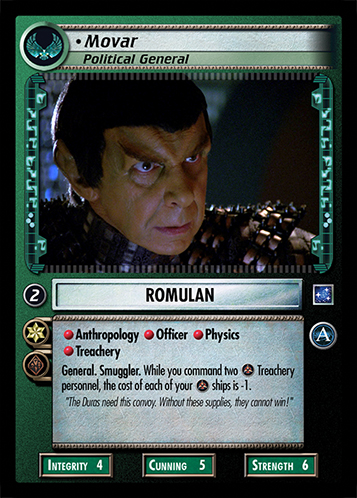 • Movar
Political General
2
ROMULAN
Anthropology Officer Physics
Treachery
A
General. Smuggler. While you command two Treachery
personnel, the cost of each of your ships is -1.
"The Duras need this convoy. Without these supplies, they cannot win!"
INTEGRITY 4 CUNNING 5 STRENGTH 6